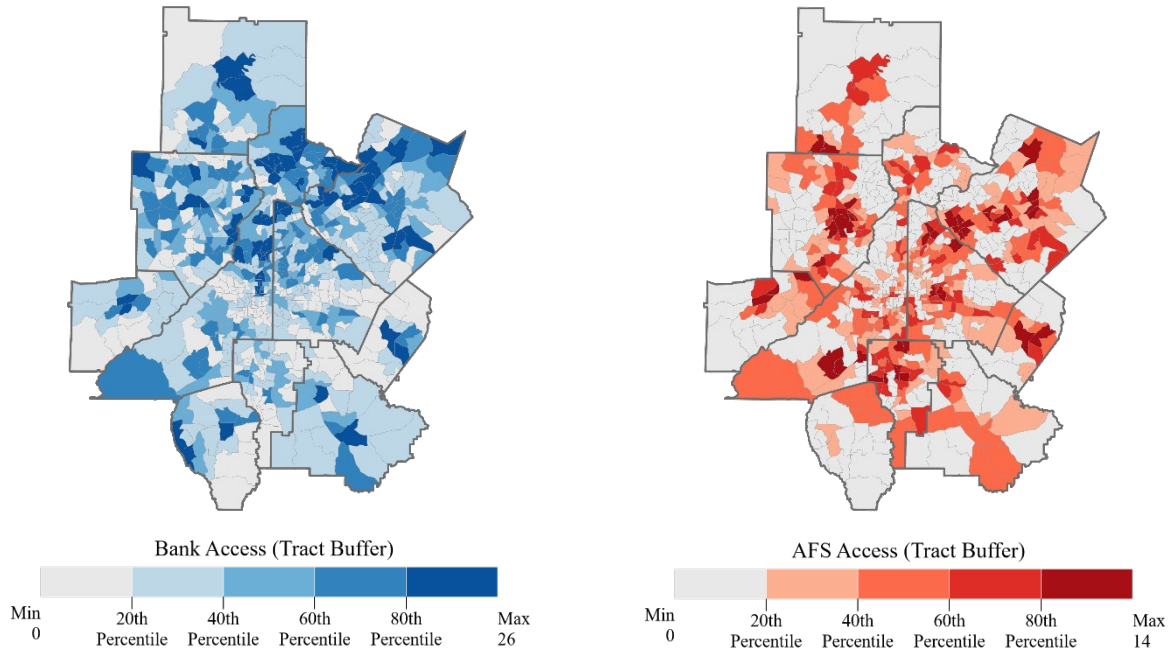 Bank Access (Tract Buffer)
Min
0
20th
Percentile
40th
Percentile
60th
Percentile
80th
Percentile
Max
26
AFS Access (Tract Buffer)
Min
0
20th
Percentile
40th
Percentile
60th
Percentile
80th
Percentile
Max
14